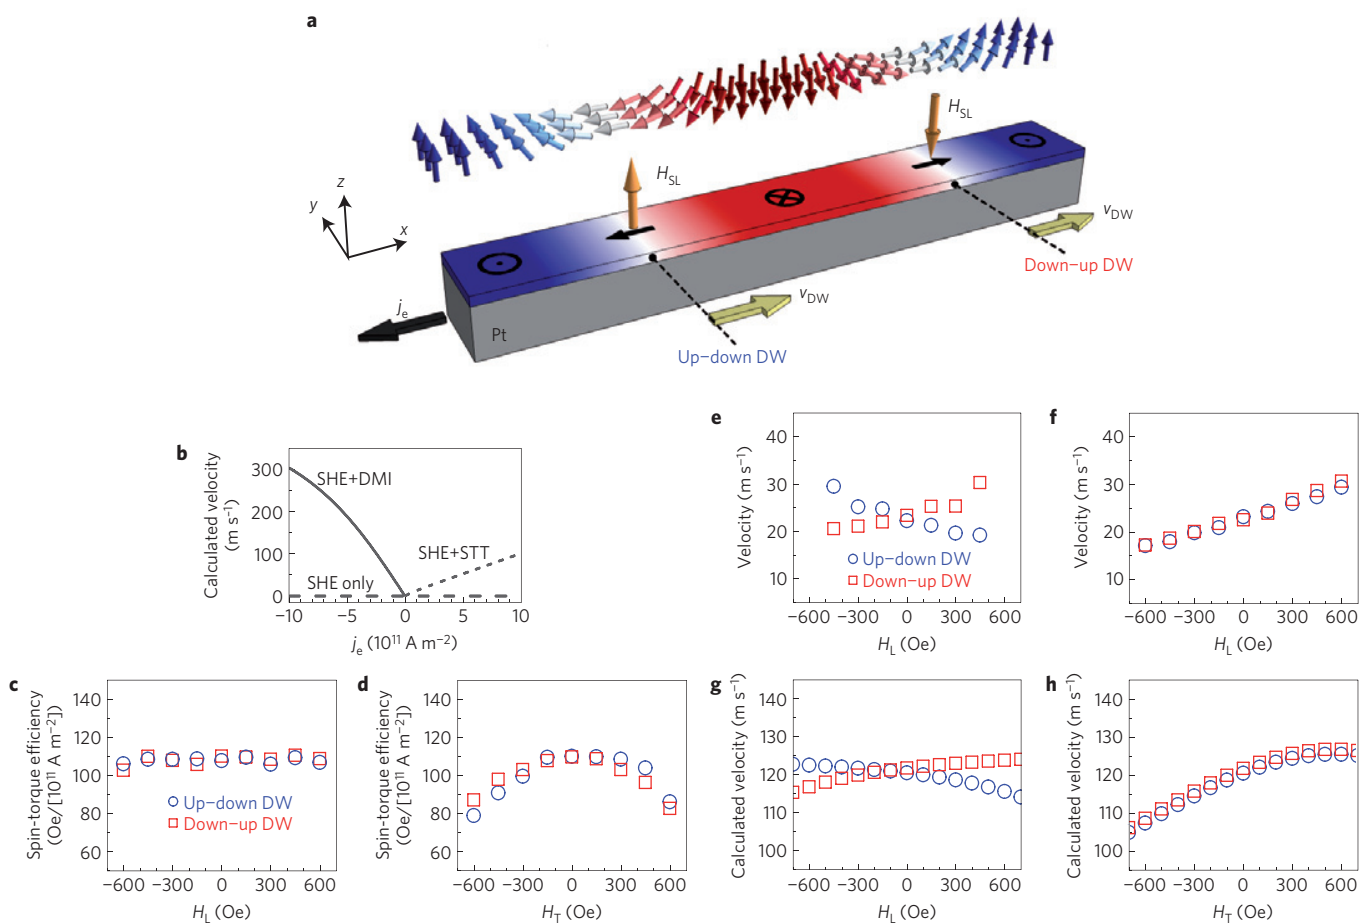 a
H_SL
H_SL
z
y
x
v_DW
Down–up DW
j_e
v_DW
Pt
Up–down DW
b
Calculated velocity
(m s⁻¹)
300
200
100
0
SHE+DMI
SHE+STT
SHE only
−10
−5
0
5
10
j_e (10¹¹ A m⁻²)
e
Velocity (m s⁻¹)
40
30
20
10
Up–down DW
Down–up DW
−600
−300
0
300
600
H_L (Oe)
f
Velocity (m s⁻¹)
40
30
20
10
−600
−300
0
300
600
H_L (Oe)
c
Spin-torque efficiency
(Oe/[10¹¹ A m⁻²])
140
120
100
80
60
Up–down DW
Down–up DW
−600
−300
0
300
600
H_L (Oe)
d
Spin-torque efficiency
(Oe/[10¹¹ A m⁻²])
140
120
100
80
60
−600
−300
0
300
600
H_T (Oe)
g
Calculated velocity (m s⁻¹)
140
130
120
110
100
−600
−300
0
300
600
H_L (Oe)
h
Calculated velocity (m s⁻¹)
140
130
120
110
100
−600
−300
0
300
600
H_T (Oe)